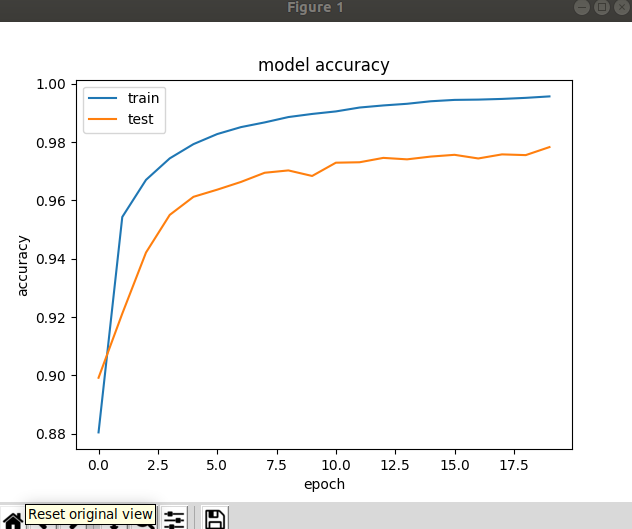 Figure 1
model accuracy
train
test
1.00
0.98
0.96
0.94
0.92
0.90
0.88
accuracy
0.0 2.5 5.0 7.5 10.0 12.5 15.0 17.5
epoch
Reset original view